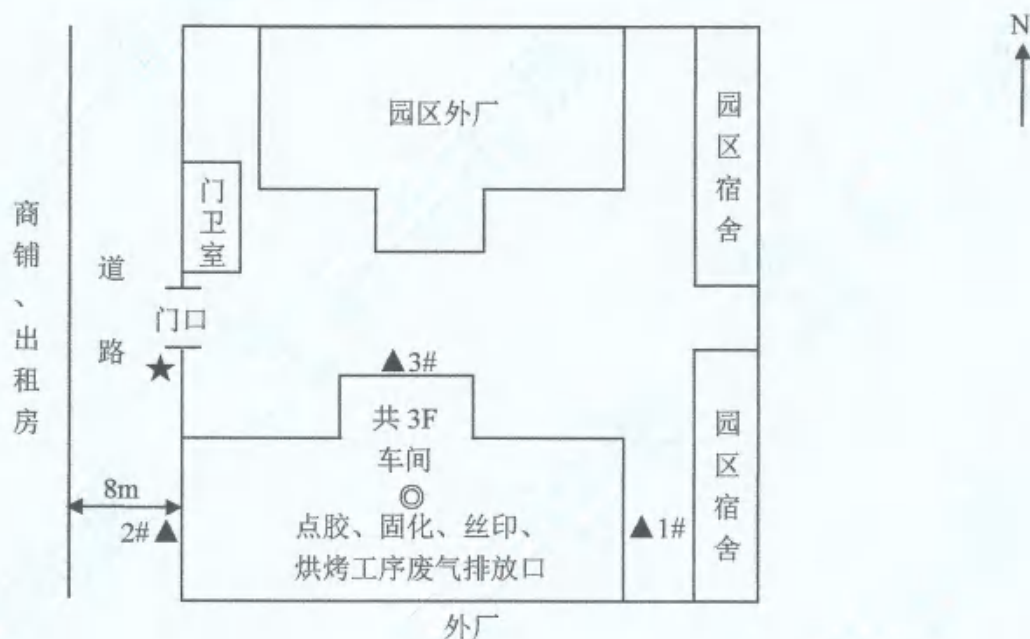 N
园区外厂
园区宿舍
门卫室
商铺、出租房
道路
门口
★
▲3#
共 3F
车间
◎
园区宿舍
8m
2#▲
点胶、固化、丝印、
烘烤工序废气排放口
▲1#
外厂